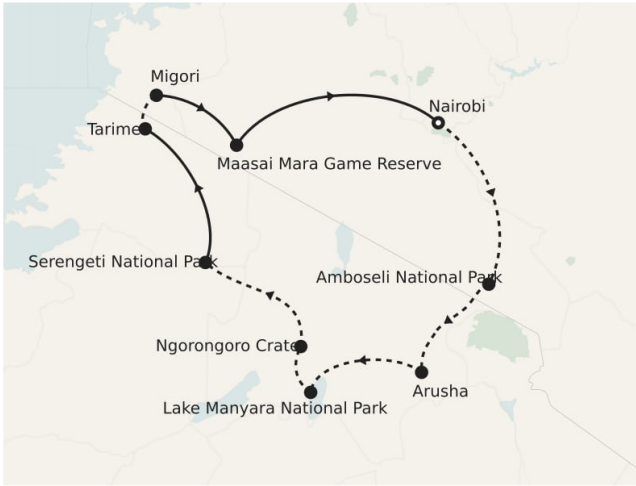 Migori
Nairobi
Tarime
Maasai Mara Game Reserve
Serengeti National Park
Amboseli National Park
Ngorongoro Crate
Arusha
Lake Manyara National Park